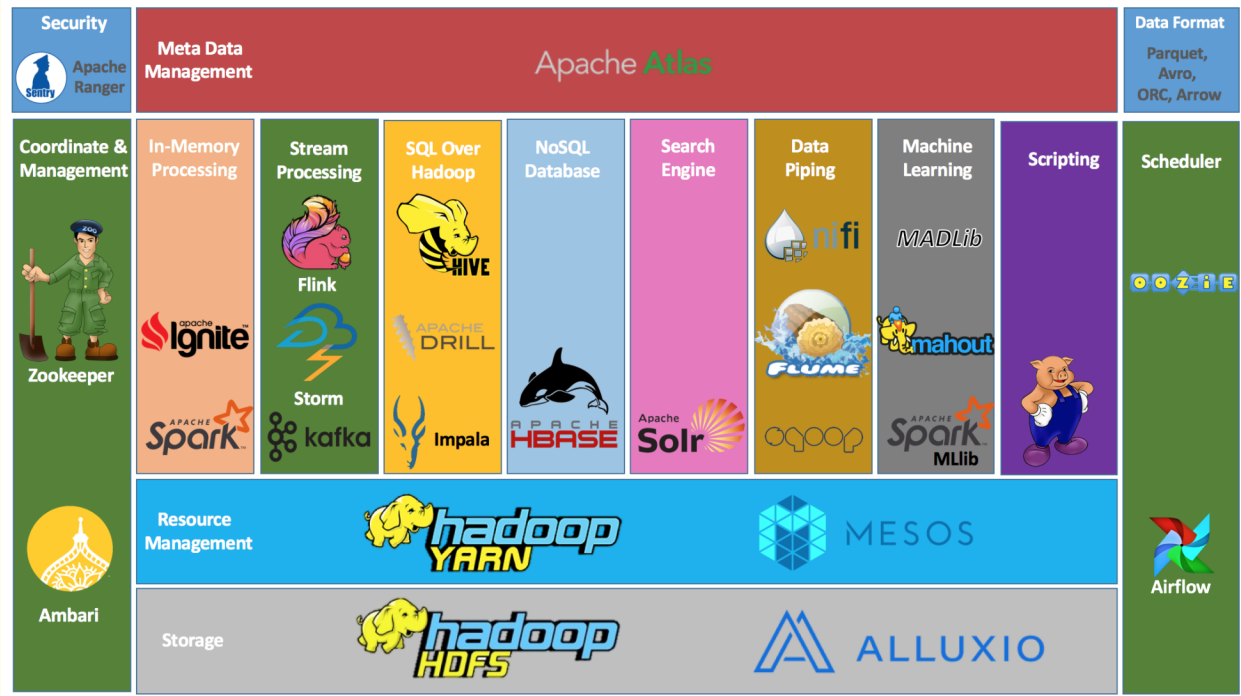 Security
Sentry
Apache
Ranger
Meta Data
Management
Apache Atlas
Data Format
Parquet,
Avro,
ORC, Arrow
Coordinate &
Management
ZOO
Zookeeper
Ambari
In-Memory
Processing
apache
Ignite™
APACHE
Spark™
Stream
Processing
Flink
Storm
kafka
SQL Over
Hadoop
HIVE
APACHE
DRILL
Impala
NoSQL
Database
APACHE
HBASE
Search
Engine
Apache
Solr
Data
Piping
nifi
FLUME
sqoop
Machine
Learning
MADLib
mahout
APACHE
Spark™
MLlib
Scripting
Scheduler
OOZIE
Airflow
Resource
Management
hadoop
YARN
MESOS
Storage
hadoop
HDFS
ALLUXIO